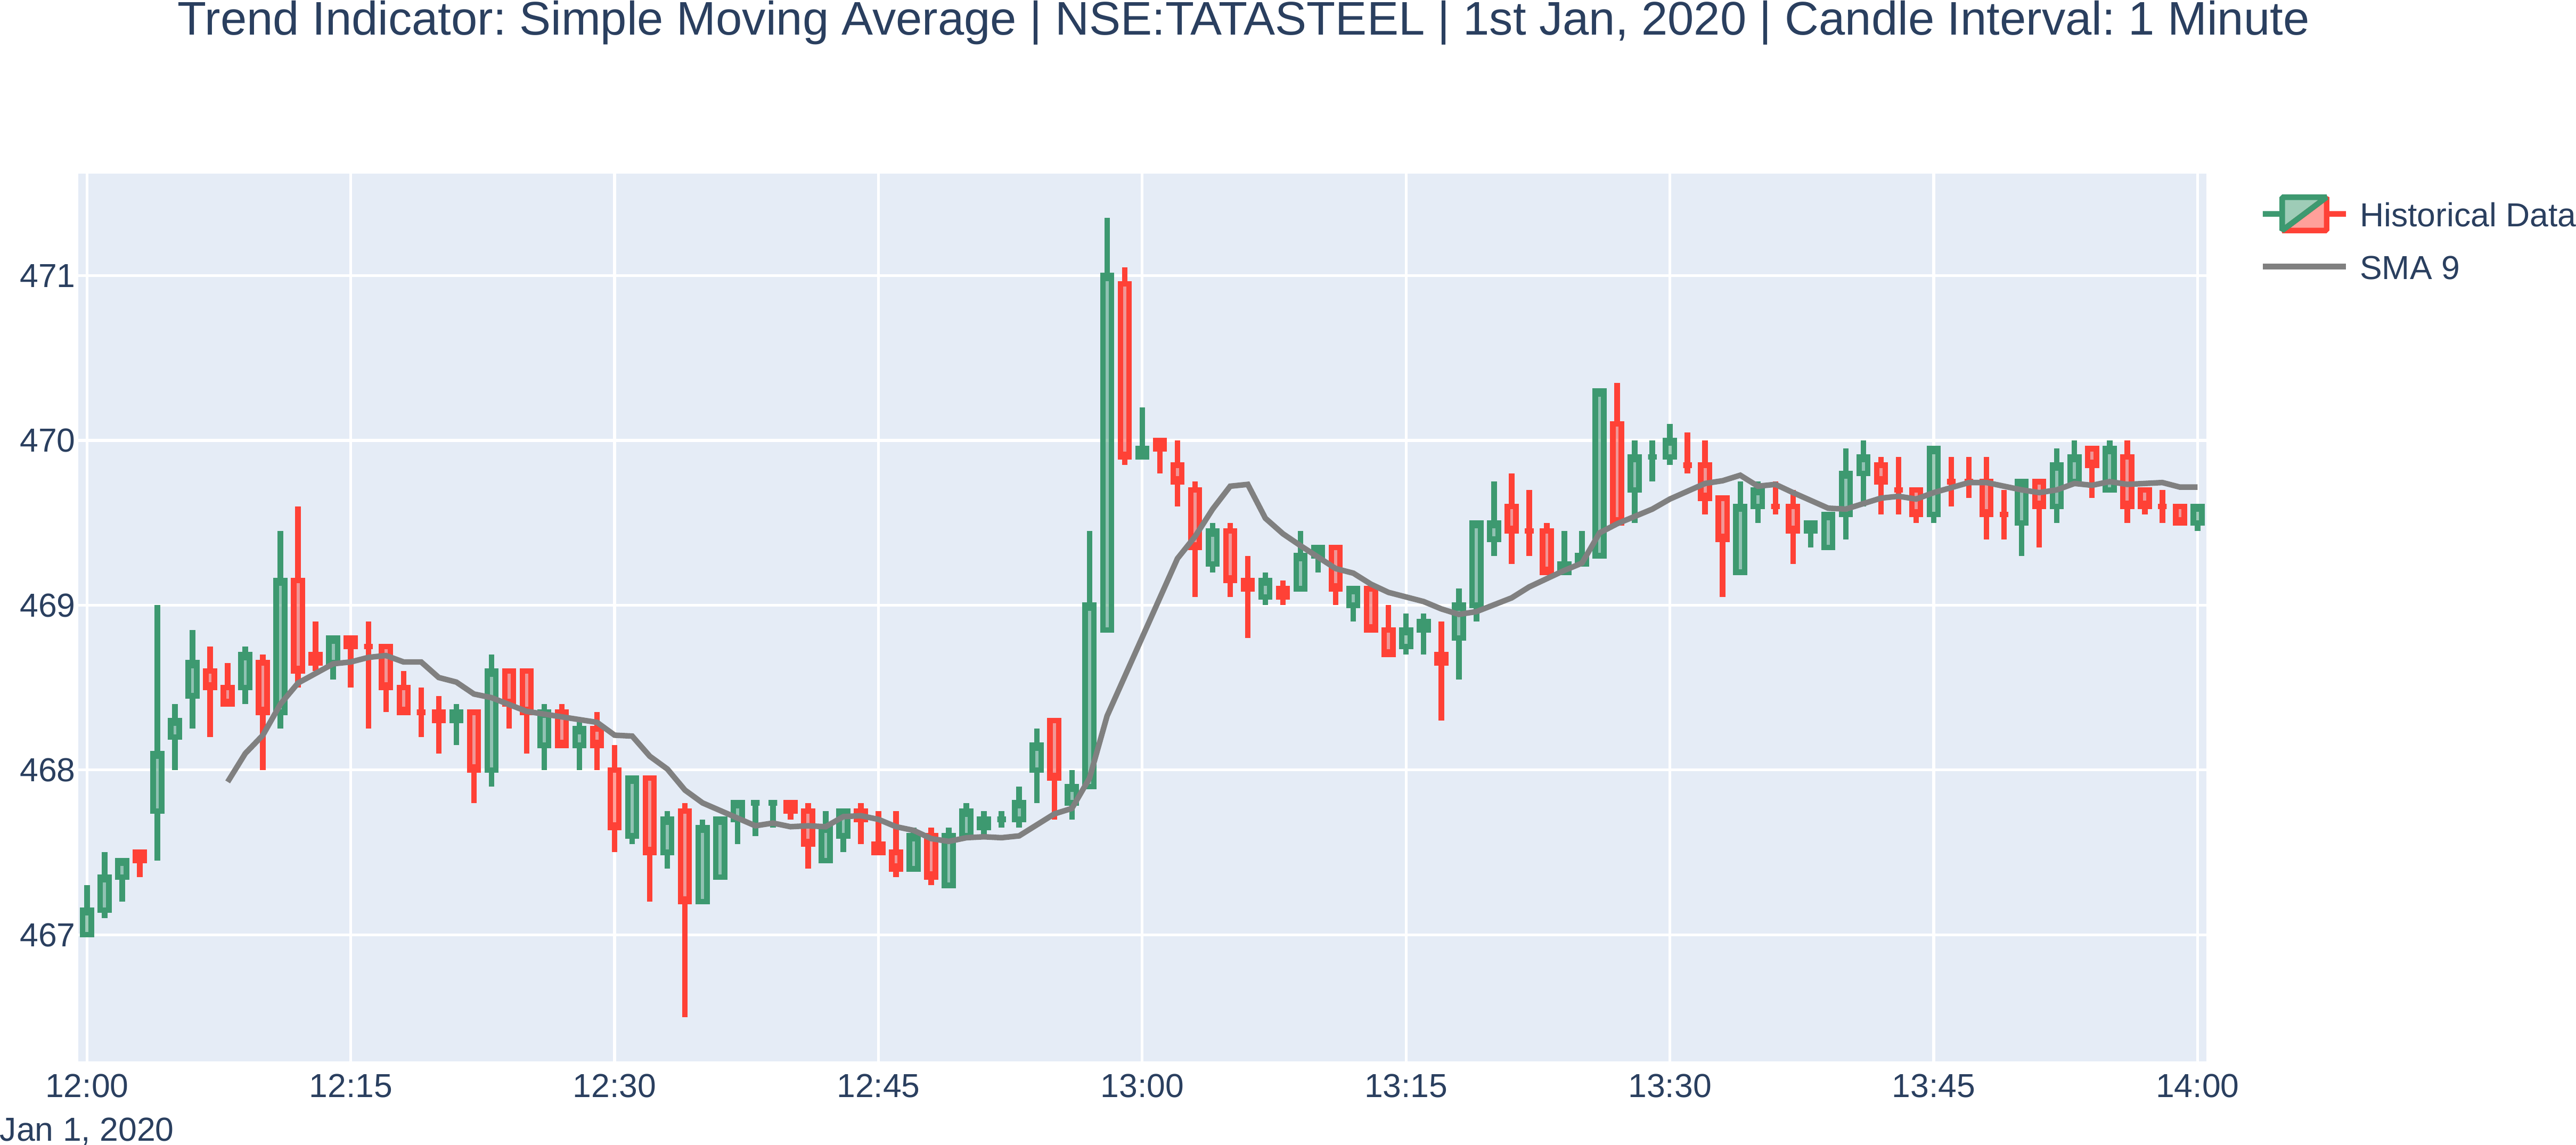 Trend Indicator: Simple Moving Average | NSE:TATASTEEL | 1st Jan, 2020 | Candle Interval: 1 Minute
Historical Data
SMA 9
471
470
469
468
467
12:00 12:15 12:30 12:45 13:00 13:15 13:30 13:45 14:00
Jan 1, 2020